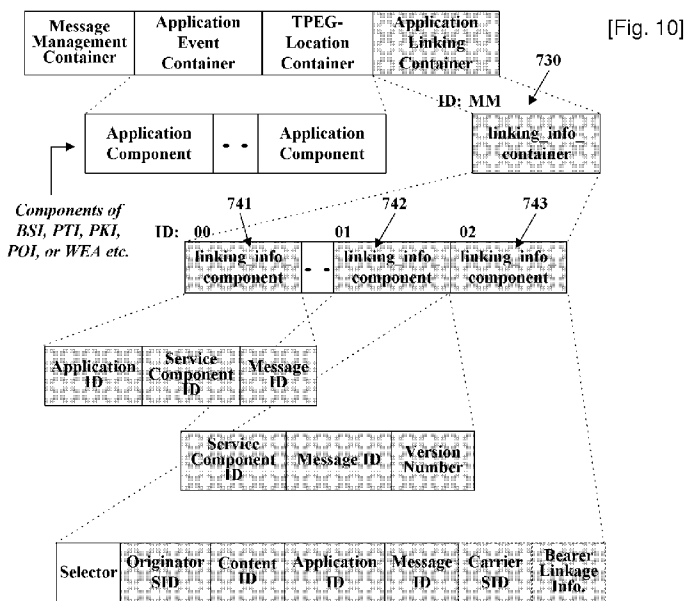 [Fig. 10]
Message
Management
Container
Application
Event
Container
TPEG-
Location
Container
Application
Linking
Container
730
ID: MM
Application
Component
- -
Application
Component
linking_info_
container
Components of
BSI, PTI, PKI,
POI, or WEA etc.
741
742
743
ID: 00
01
02
linking_info_
component
- -
linking_info_
component
linking_info_
component
Application
ID
Service
Component
ID
Message
ID
Service
Component
ID
Message ID
Version
Number
Selector
Originator
SID
Content
ID
Application
ID
Message
ID
Carrier
SID
Bearer
Linkage
Info.